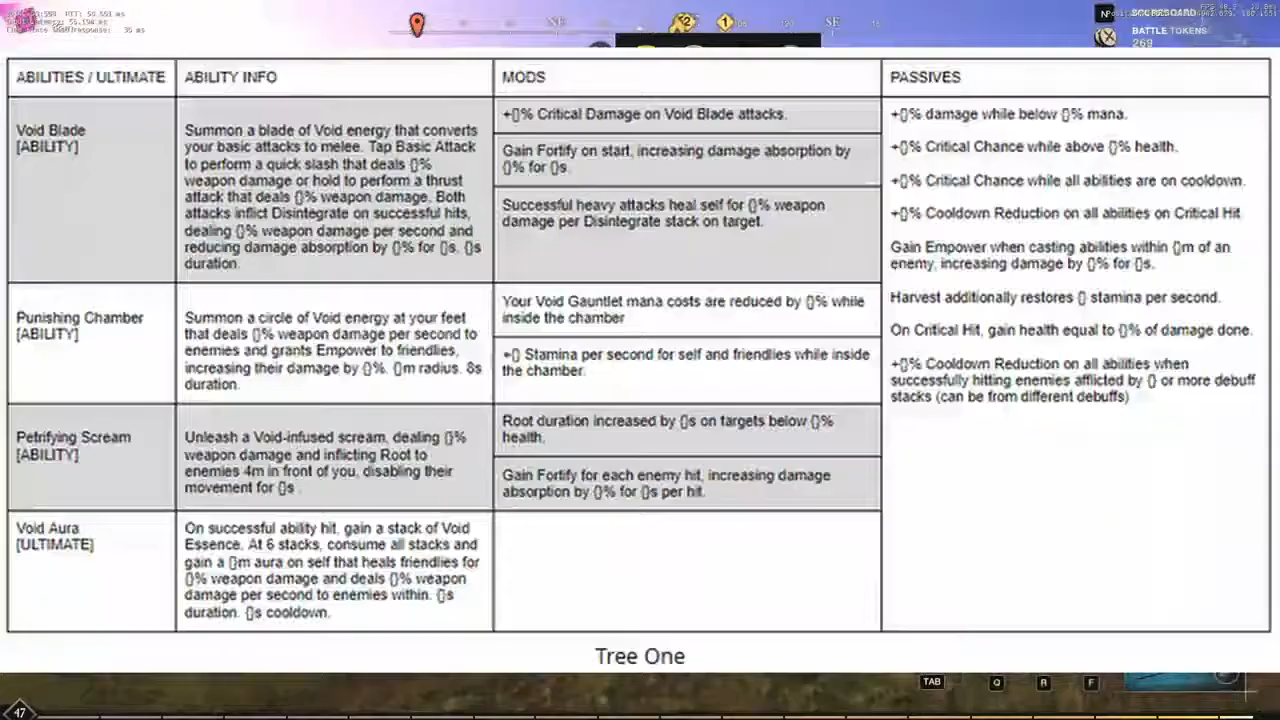 NE
SE
SCOREBOARD
BATTLE TOKENS
269
ABILITIES / ULTIMATE
ABILITY INFO
MODS
PASSIVES
Void Blade
[ABILITY]
Summon a blade of Void energy that converts
your basic attacks to melee. Tap Basic Attack
to perform a quick slash that deals {}%
weapon damage or hold to perform a thrust
attack that deals {}% weapon damage. Both
attacks inflict Disintegrate on successful hits,
dealing {}% weapon damage per second and
reducing damage absorption by {}% for {}s. {}s
duration.
+{}% Critical Damage on Void Blade attacks.
Gain Fortify on start, increasing damage absorption by
{}% for {}s.
Successful heavy attacks heal self for {}% weapon
damage per Disintegrate stack on target.
Punishing Chamber
[ABILITY]
Summon a circle of Void energy at your feet
that deals {}% weapon damage per second to
enemies and grants Empower to friendlies,
increasing their damage by {}%. {}m radius. 8s
duration.
Your Void Gauntlet mana costs are reduced by {}% while
inside the chamber
+{} Stamina per second for self and friendlies while inside
the chamber.
Petrifying Scream
[ABILITY]
Unleash a Void-infused scream, dealing {}%
weapon damage and inflicting Root to
enemies 4m in front of you, disabling their
movement for {}s .
Root duration increased by {}s on targets below {}%
health.
Gain Fortify for each enemy hit, increasing damage
absorption by {}% for {}s per hit.
Void Aura
[ULTIMATE]
On successful ability hit, gain a stack of Void
Essence. At 6 stacks, consume all stacks and
gain a {}m aura on self that heals friendlies for
{}% weapon damage and deals {}% weapon
damage per second to enemies within. {}s
duration. {}s cooldown.
+{}% damage while below {}% mana.
+{}% Critical Chance while above {}% health.
+{}% Critical Chance while all abilities are on cooldown.
+{}% Cooldown Reduction on all abilities on Critical Hit
Gain Empower when casting abilities within {}m of an
enemy, increasing damage by {}% for {}s.
Harvest additionally restores {} stamina per second.
On Critical Hit, gain health equal to {}% of damage done.
+{}% Cooldown Reduction on all abilities when
successfully hitting enemies afflicted by {} or more debuff
stacks (can be from different debuffs)
Tree One
TAB
Q
R
F
47